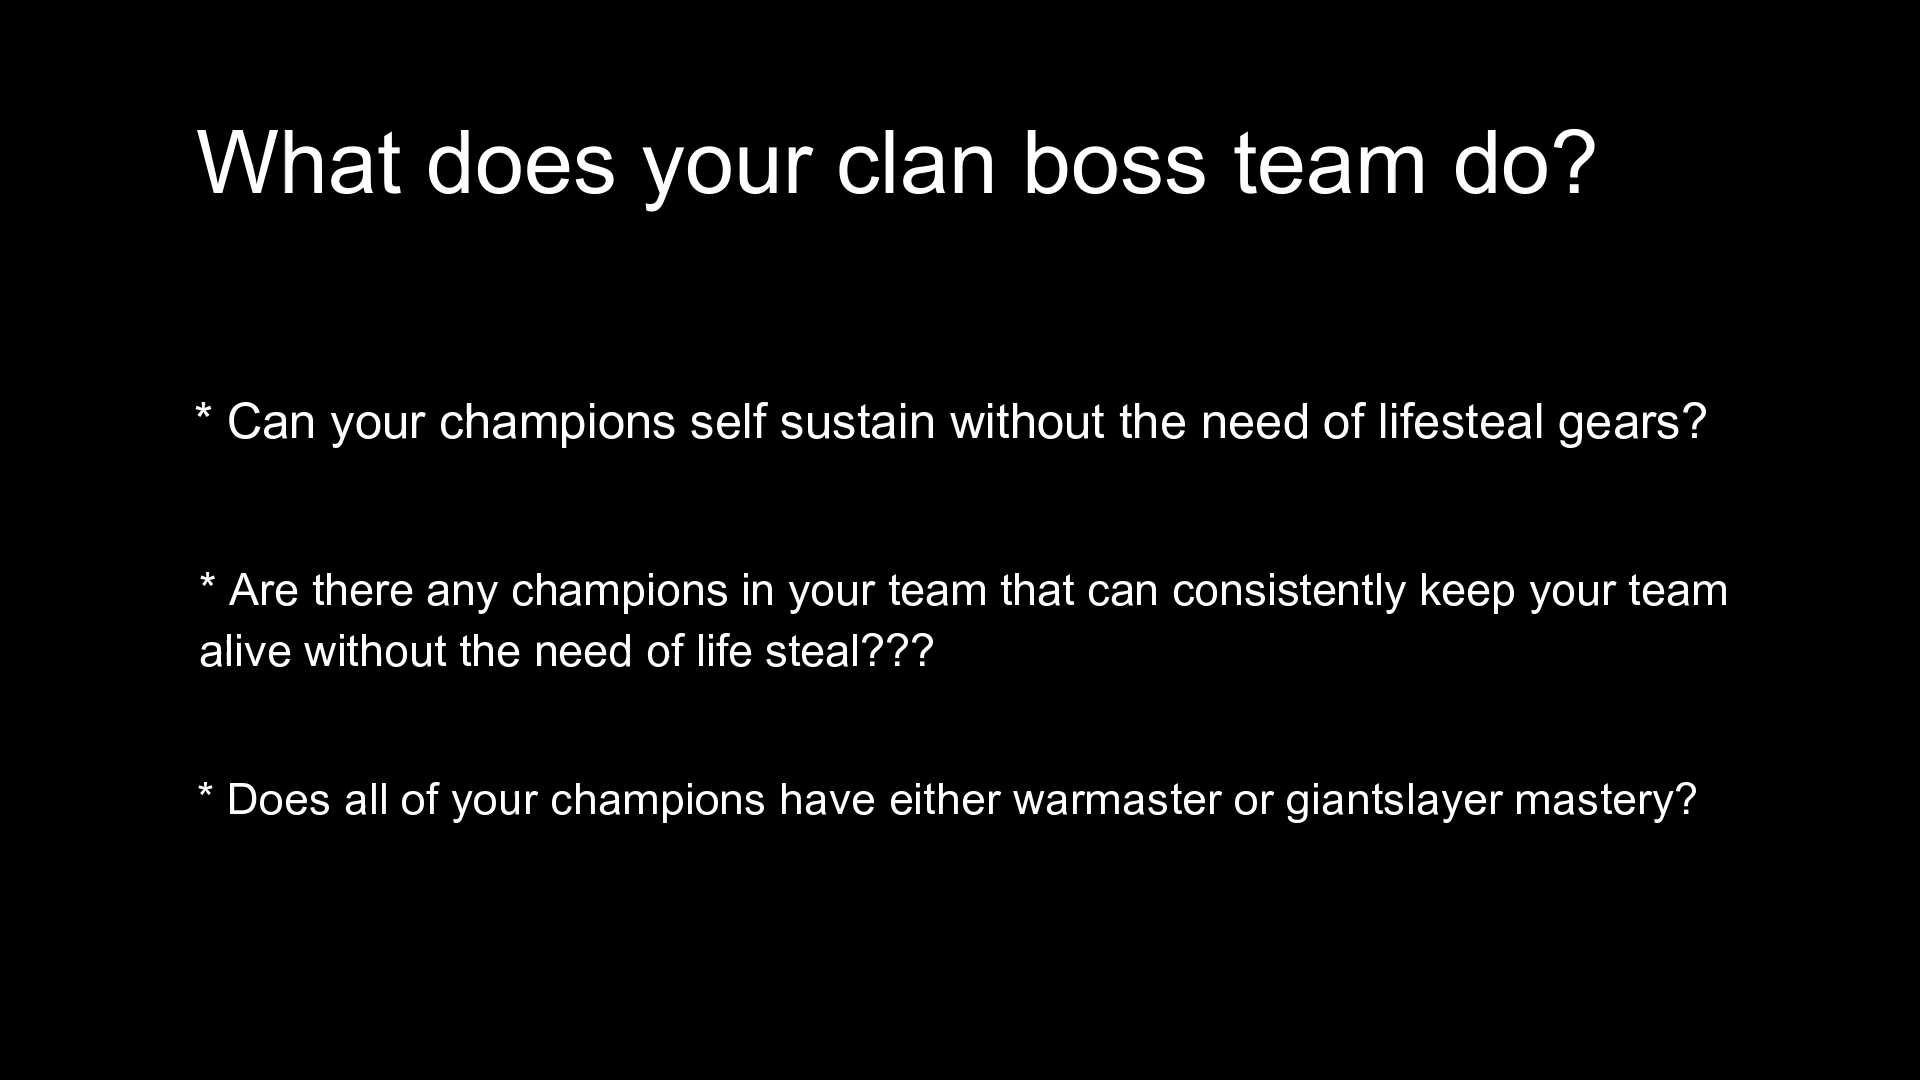 What does your clan boss team do?
* Can your champions self sustain without the need of lifesteal gears?
* Are there any champions in your team that can consistently keep your team
alive without the need of life steal???
* Does all of your champions have either warmaster or giantslayer mastery?